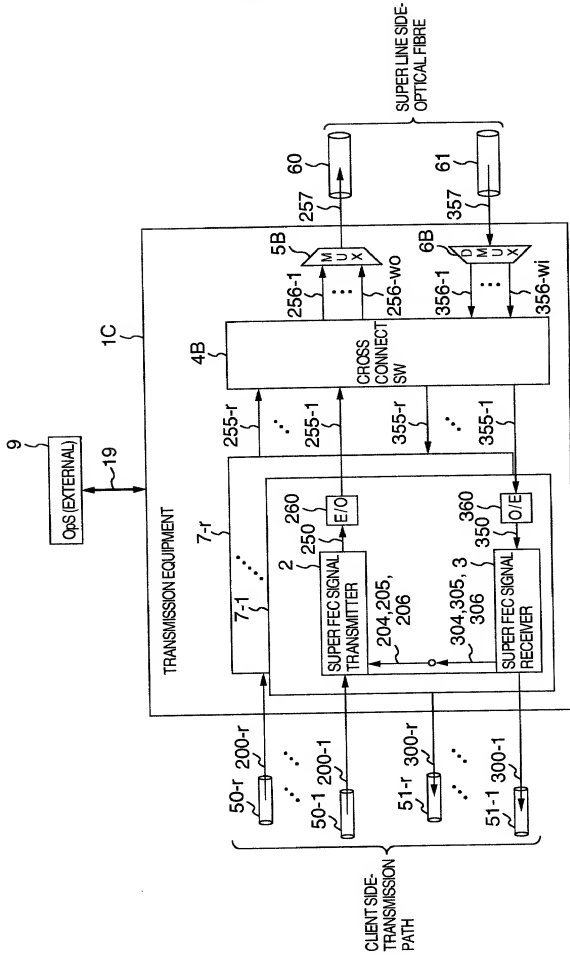 9
OpS (EXTERNAL)
19
1C
TRANSMISSION EQUIPMENT
7-r
7-1
2
SUPER FEC SIGNAL
TRANSMITTER
250
260
E/O
204,205,
206
304,305,
306
3
SUPER FEC SIGNAL
RECEIVER
350
360
O/E
255-r
255-1
355-r
355-1
4B
CROSS
CONNECT
SW
256-1
256-wo
5B
MUX
257
60
356-1
356-wi
6B
DMUX
357
61
SUPER LINE SIDE-
OPTICAL FIBRE
50-r
200-r
50-1
200-1
51-r
300-r
51-1
300-1
CLIENT SIDE-
TRANSMISSION
PATH